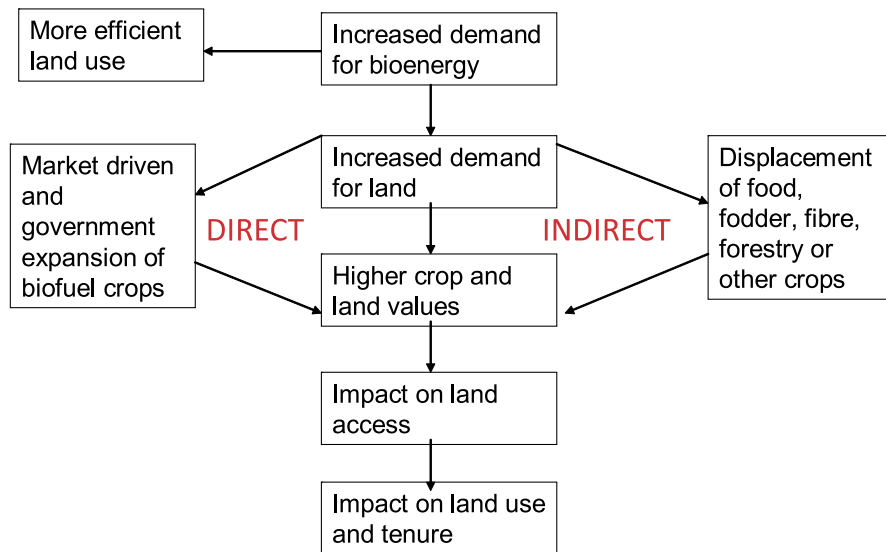 More efficient
land use
Increased demand
for bioenergy
Increased demand
for land
Market driven
and
government
expansion of
biofuel crops
DIRECT
INDIRECT
Displacement
of food,
fodder, fibre,
forestry or
other crops
Higher crop and
land values
Impact on land
access
Impact on land use
and tenure